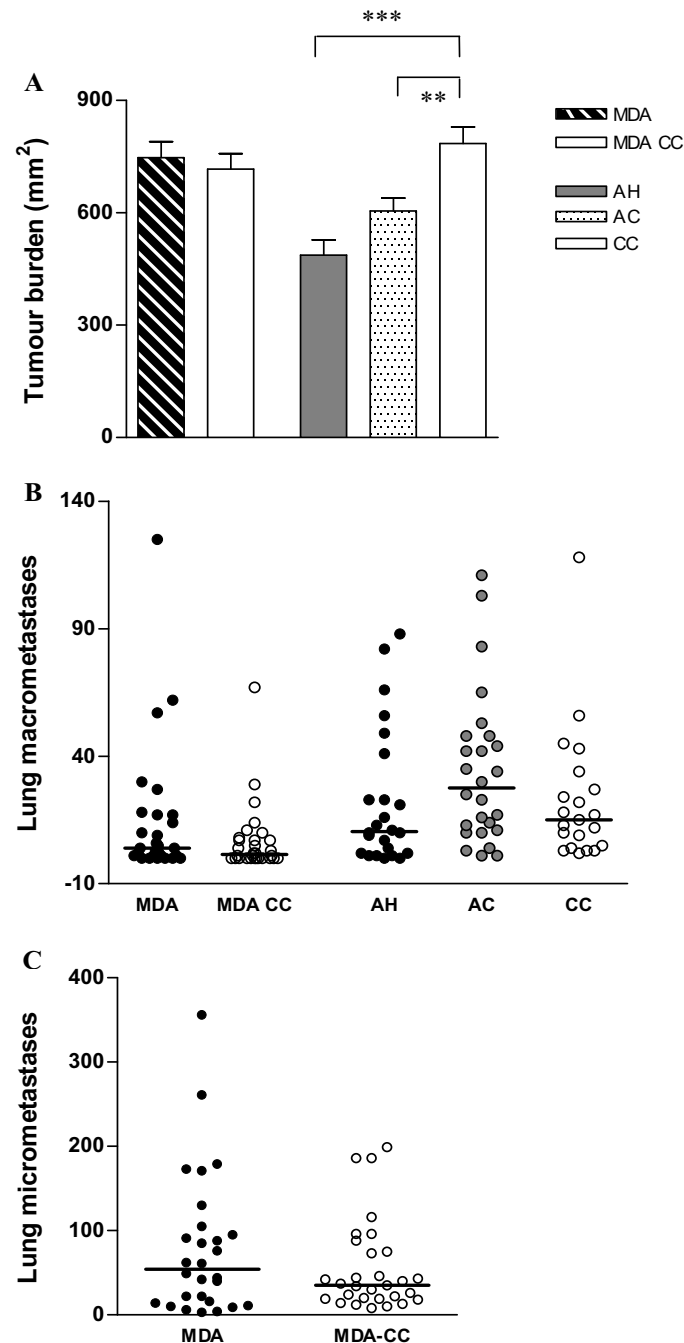 ***
A
**
900
600
300
0
Tumour burden (mm²)
MDA
MDA CC
AH
AC
CC
B
140
90
40
-10
Lung macrometastases
MDA
MDA CC
AH
AC
CC
C
400
300
200
100
0
Lung micrometastases
MDA
MDA-CC